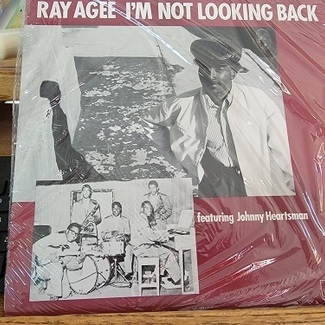 RAY AGEE I'M NOT LOOKING BACK
featuring Johnny Heartsman